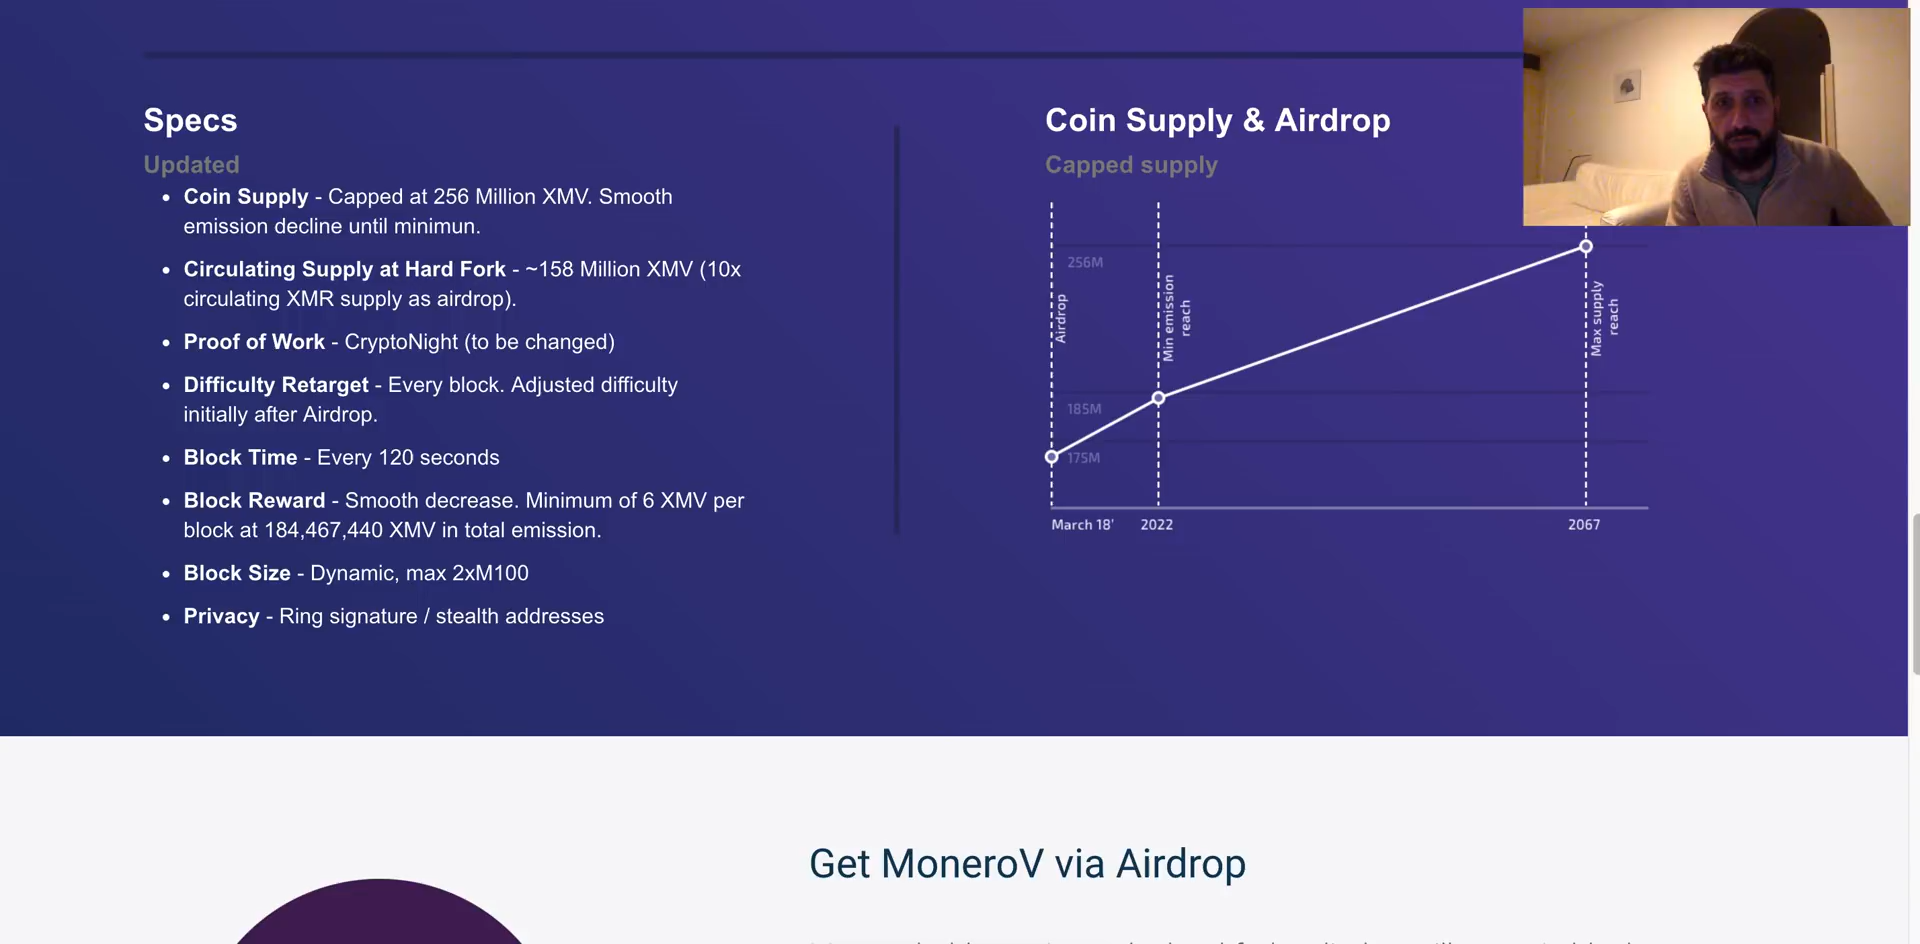 Specs
Updated
Coin Supply - Capped at 256 Million XMV. Smooth
emission decline until minimun.
Circulating Supply at Hard Fork - ~158 Million XMV (10x
circulating XMR supply as airdrop).
Proof of Work - CryptoNight (to be changed)
Difficulty Retarget - Every block. Adjusted difficulty
initially after Airdrop.
Block Time - Every 120 seconds
Block Reward - Smooth decrease. Minimum of 6 XMV per
block at 184,467,440 XMV in total emission.
Block Size - Dynamic, max 2xM100
Privacy - Ring signature / stealth addresses
Coin Supply & Airdrop
Capped supply
256M
185M
175M
Airdrop
Min emission
reach
Max supply
reach
March 18'
2022
2067
Get MoneroV via Airdrop